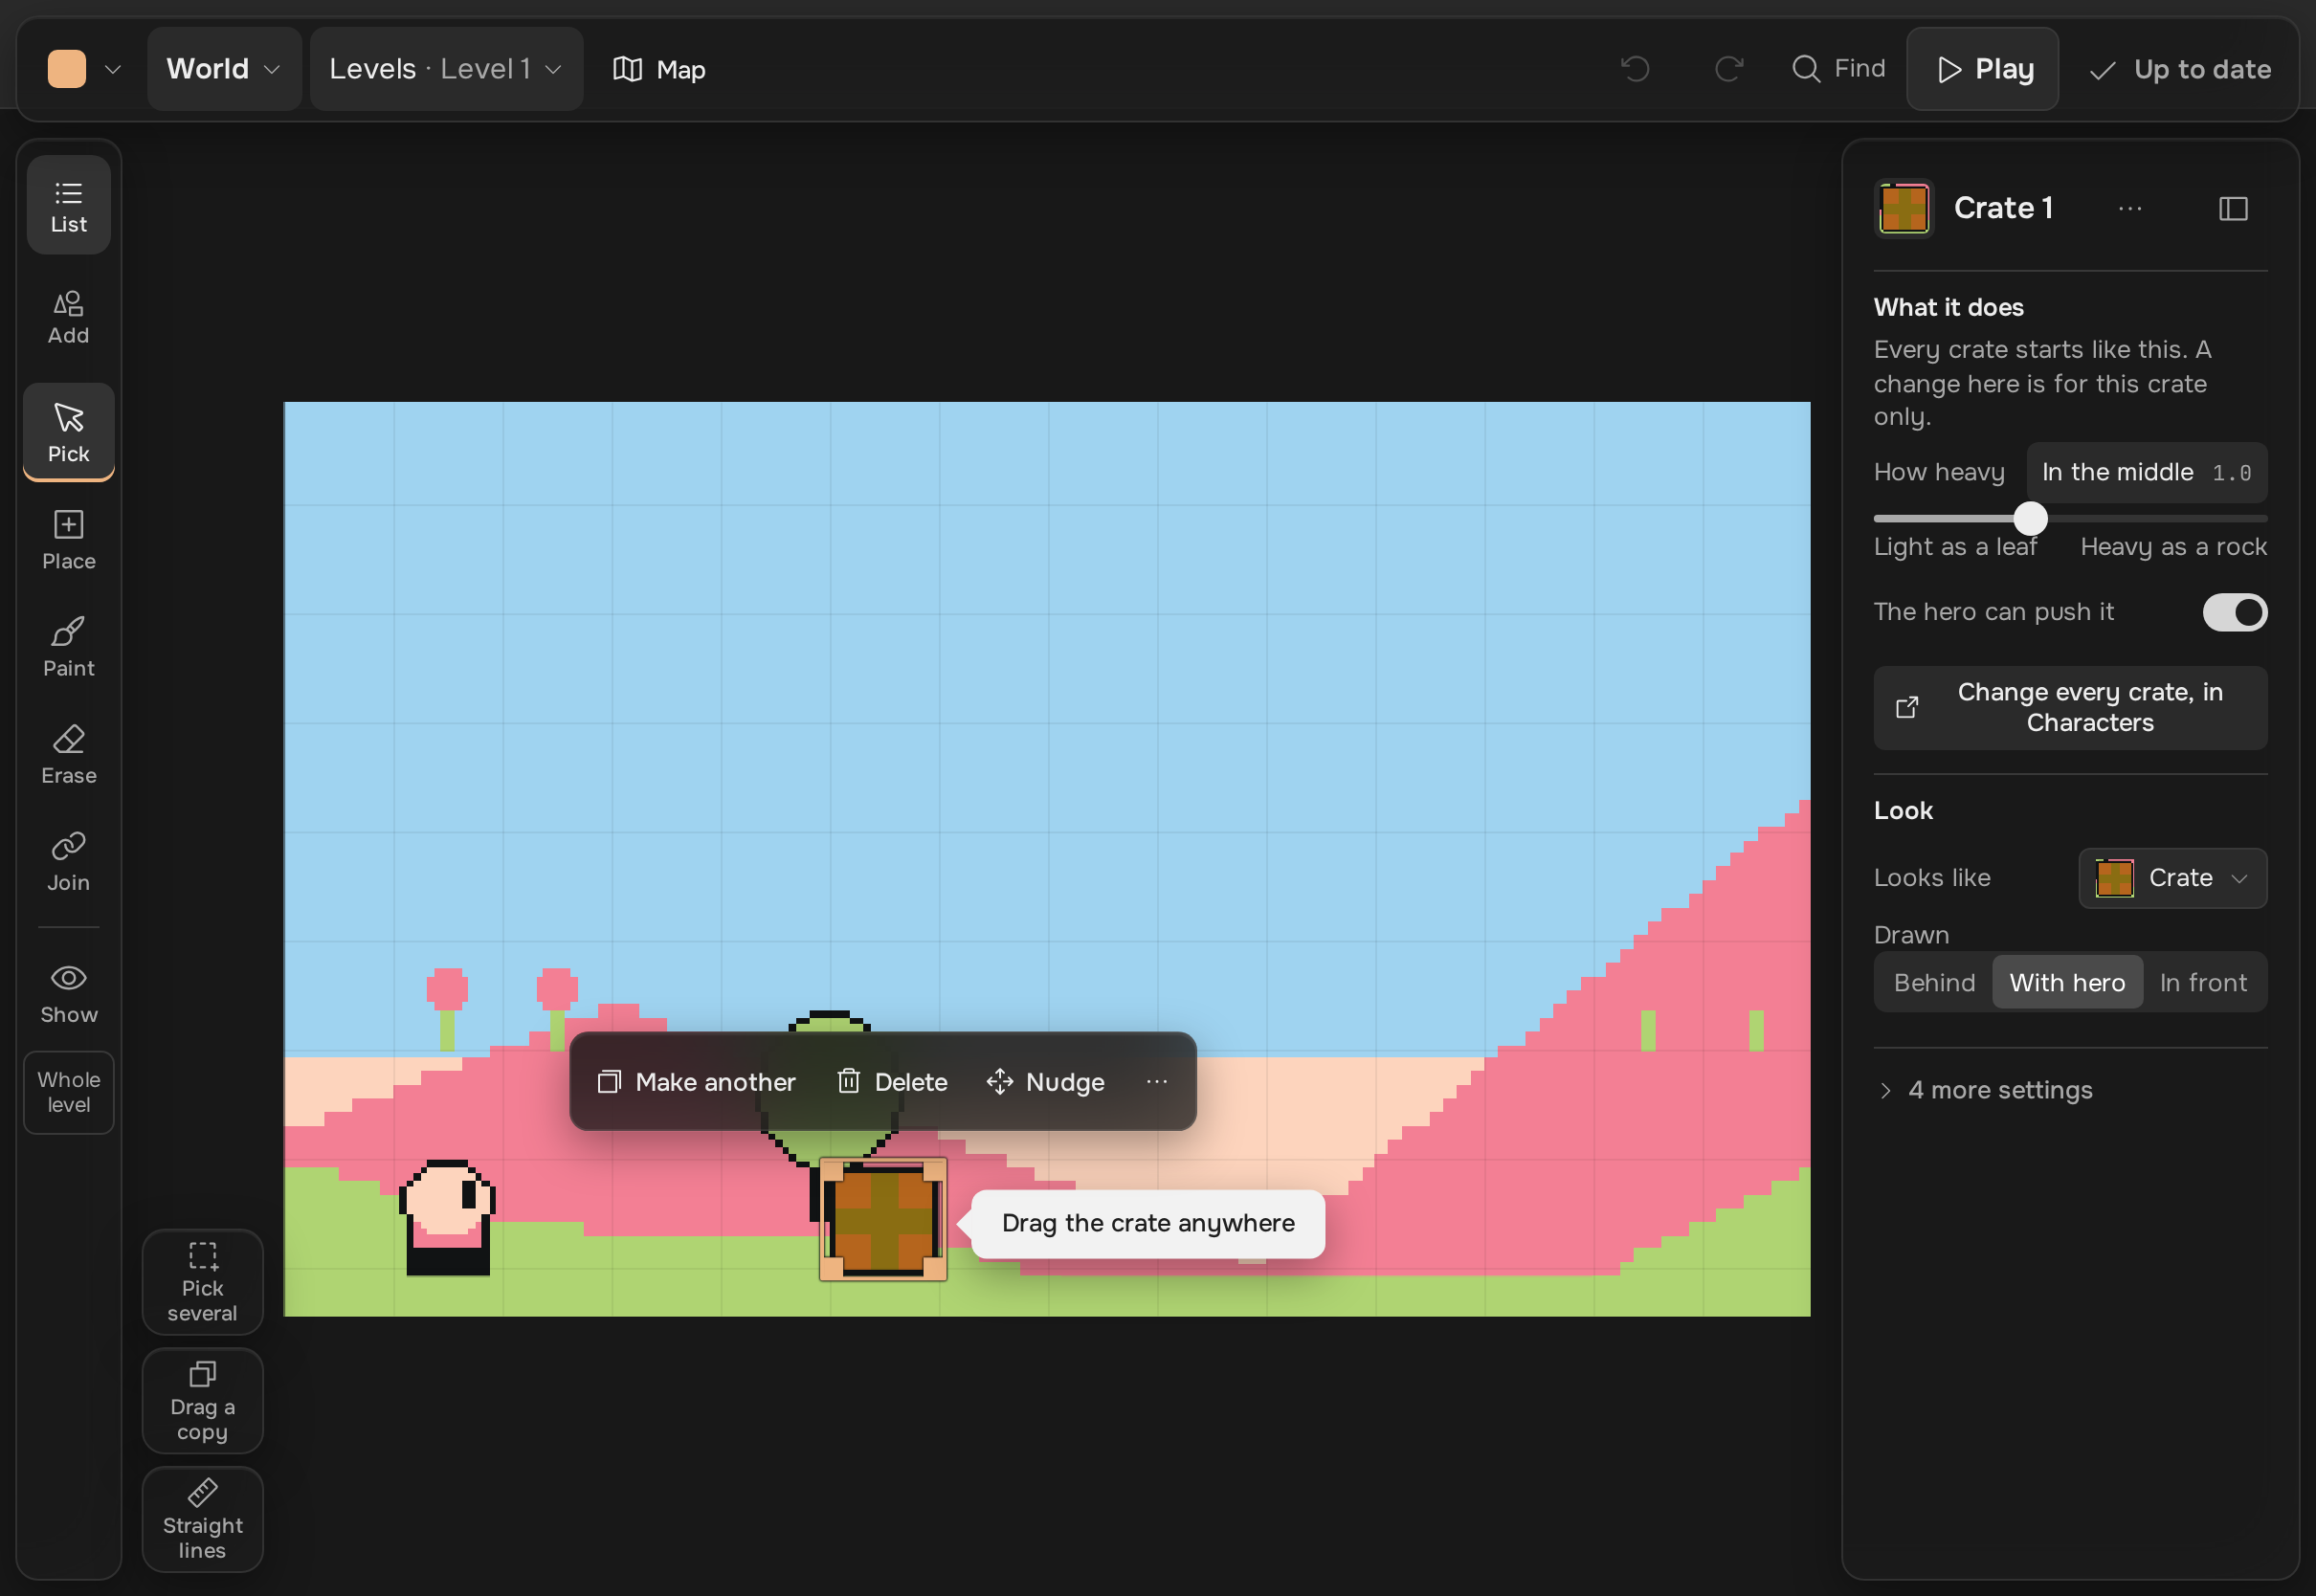 World
Levels · Level 1
Map
Find
Play
Up to date
List
Add
Pick
Place
Paint
Erase
Join
Show
Whole
level
Pick
several
Drag a
copy
Straight
lines
Make another
Delete
Nudge
Drag the crate anywhere
Crate 1
What it does
Every crate starts like this. A
change here is for this crate
only.
How heavy
In the middle 1.0
Light as a leaf
Heavy as a rock
The hero can push it
Change every crate, in
Characters
Look
Looks like
Crate
Drawn
Behind
With hero
In front
4 more settings